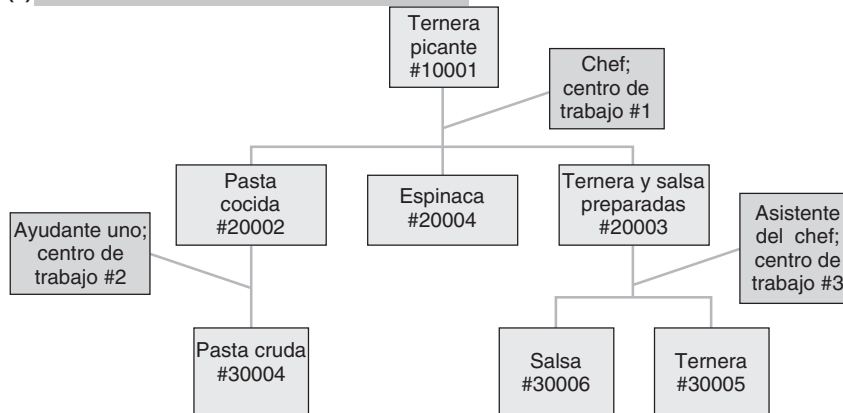 Ternera
picante
#10001
Chef;
centro de
trabajo #1
Pasta
cocida
#20002
Espinaca
#20004
Ternera y salsa
preparadas
#20003
Ayudante uno;
centro de
trabajo #2
Asistente
del chef;
centro de
trabajo #3
Pasta cruda
#30004
Salsa
#30006
Ternera
#30005